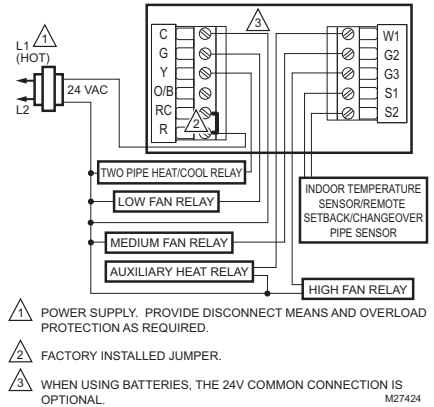 L1
(HOT)
1
24 VAC
L2
C
G
Y
O/B
RC
R
2
3
W1
G2
G3
S1
S2
TWO PIPE HEAT/COOL RELAY
LOW FAN RELAY
MEDIUM FAN RELAY
AUXILIARY HEAT RELAY
INDOOR TEMPERATURE
SENSOR/REMOTE
SETBACK/CHANGEOVER
PIPE SENSOR
HIGH FAN RELAY
1 POWER SUPPLY. PROVIDE DISCONNECT MEANS AND OVERLOAD
PROTECTION AS REQUIRED.
2 FACTORY INSTALLED JUMPER.
3 WHEN USING BATTERIES, THE 24V COMMON CONNECTION IS
OPTIONAL.
M27424